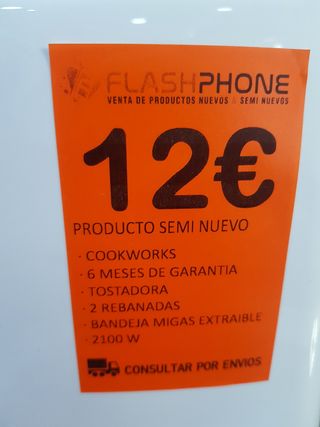 FLASHPHONE
VENTA DE PRODUCTOS NUEVOS & SEMI NUEVOS
12€
PRODUCTO SEMI NUEVO
· COOKWORKS
· 6 MESES DE GARANTIA
· TOSTADORA
· 2 REBANADAS
· BANDEJA MIGAS EXTRAIBLE
· 2100 W
CONSULTAR POR ENVIOS